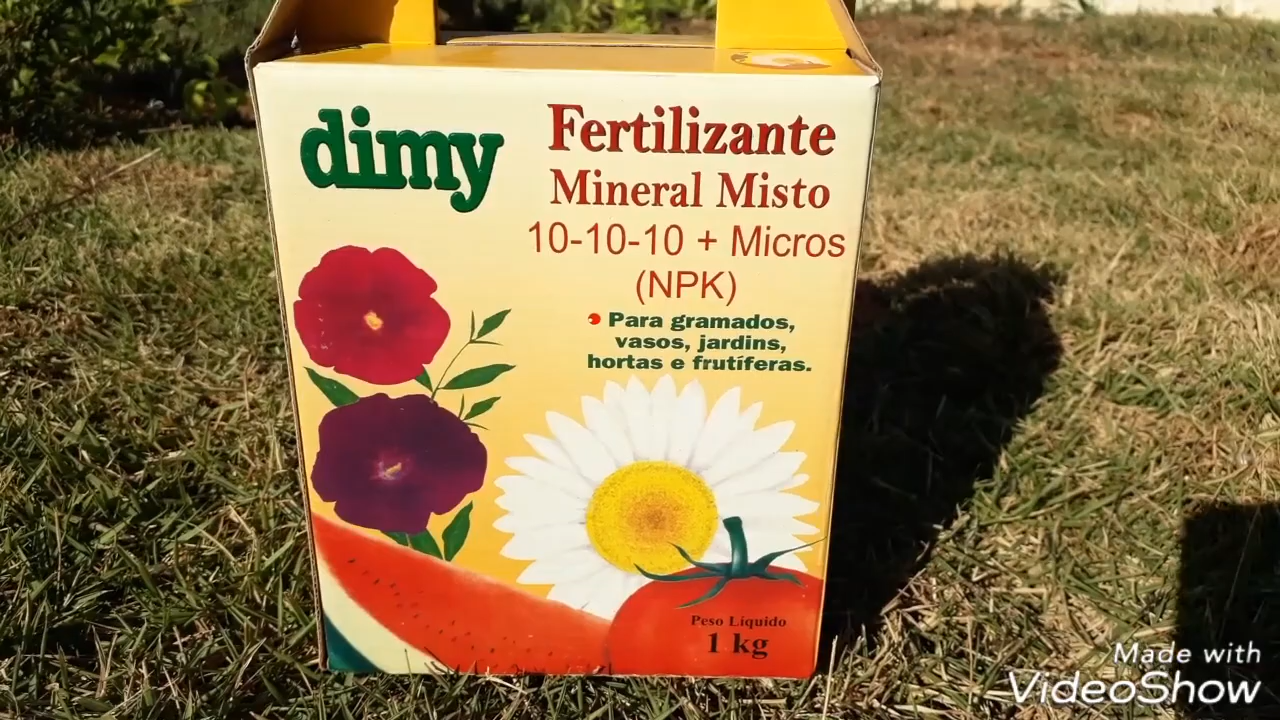 dimy
Fertilizante
Mineral Misto
10-10-10 + Micros
(NPK)
Para gramados,
vasos, jardins,
hortas e frutíferas.
Peso Líquido
1 kg
Made with
VideoShow